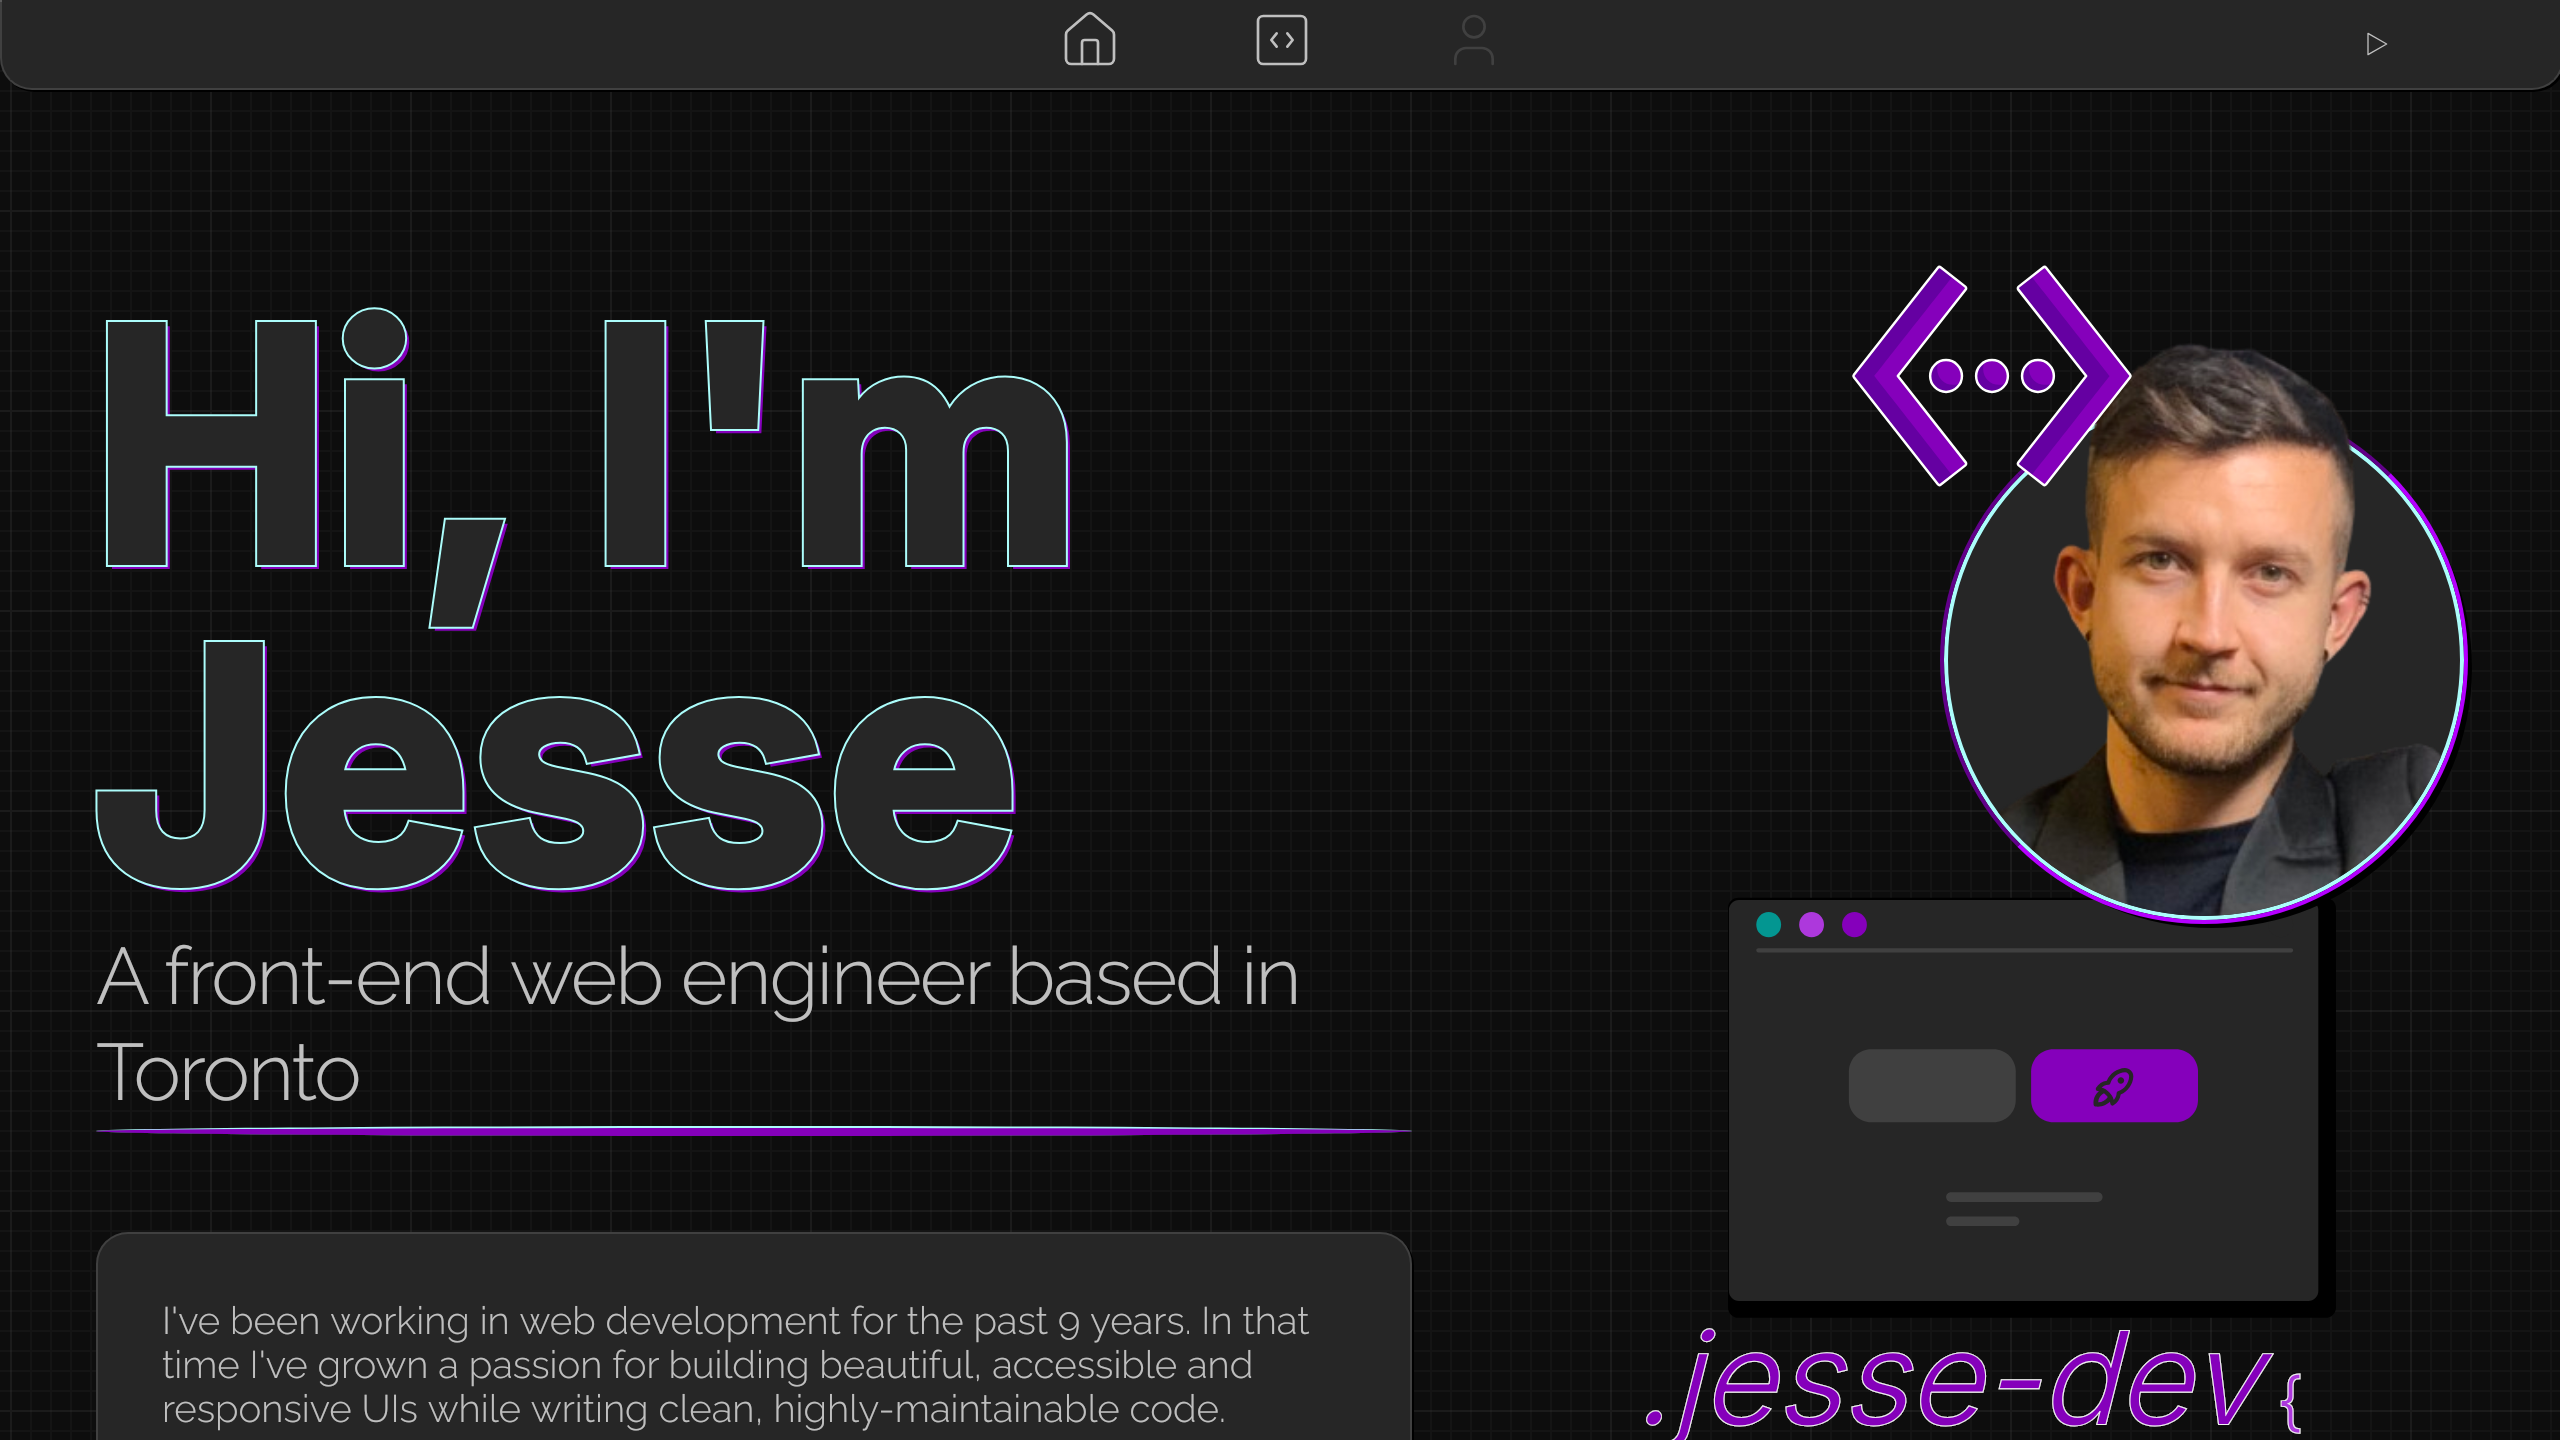 Hi, I'm
Jesse
A front-end web engineer based in
Toronto
I've been working in web development for the past 9 years. In that
time I've grown a passion for building beautiful, accessible and
responsive UIs while writing clean, highly-maintainable code.
.jesse-dev{